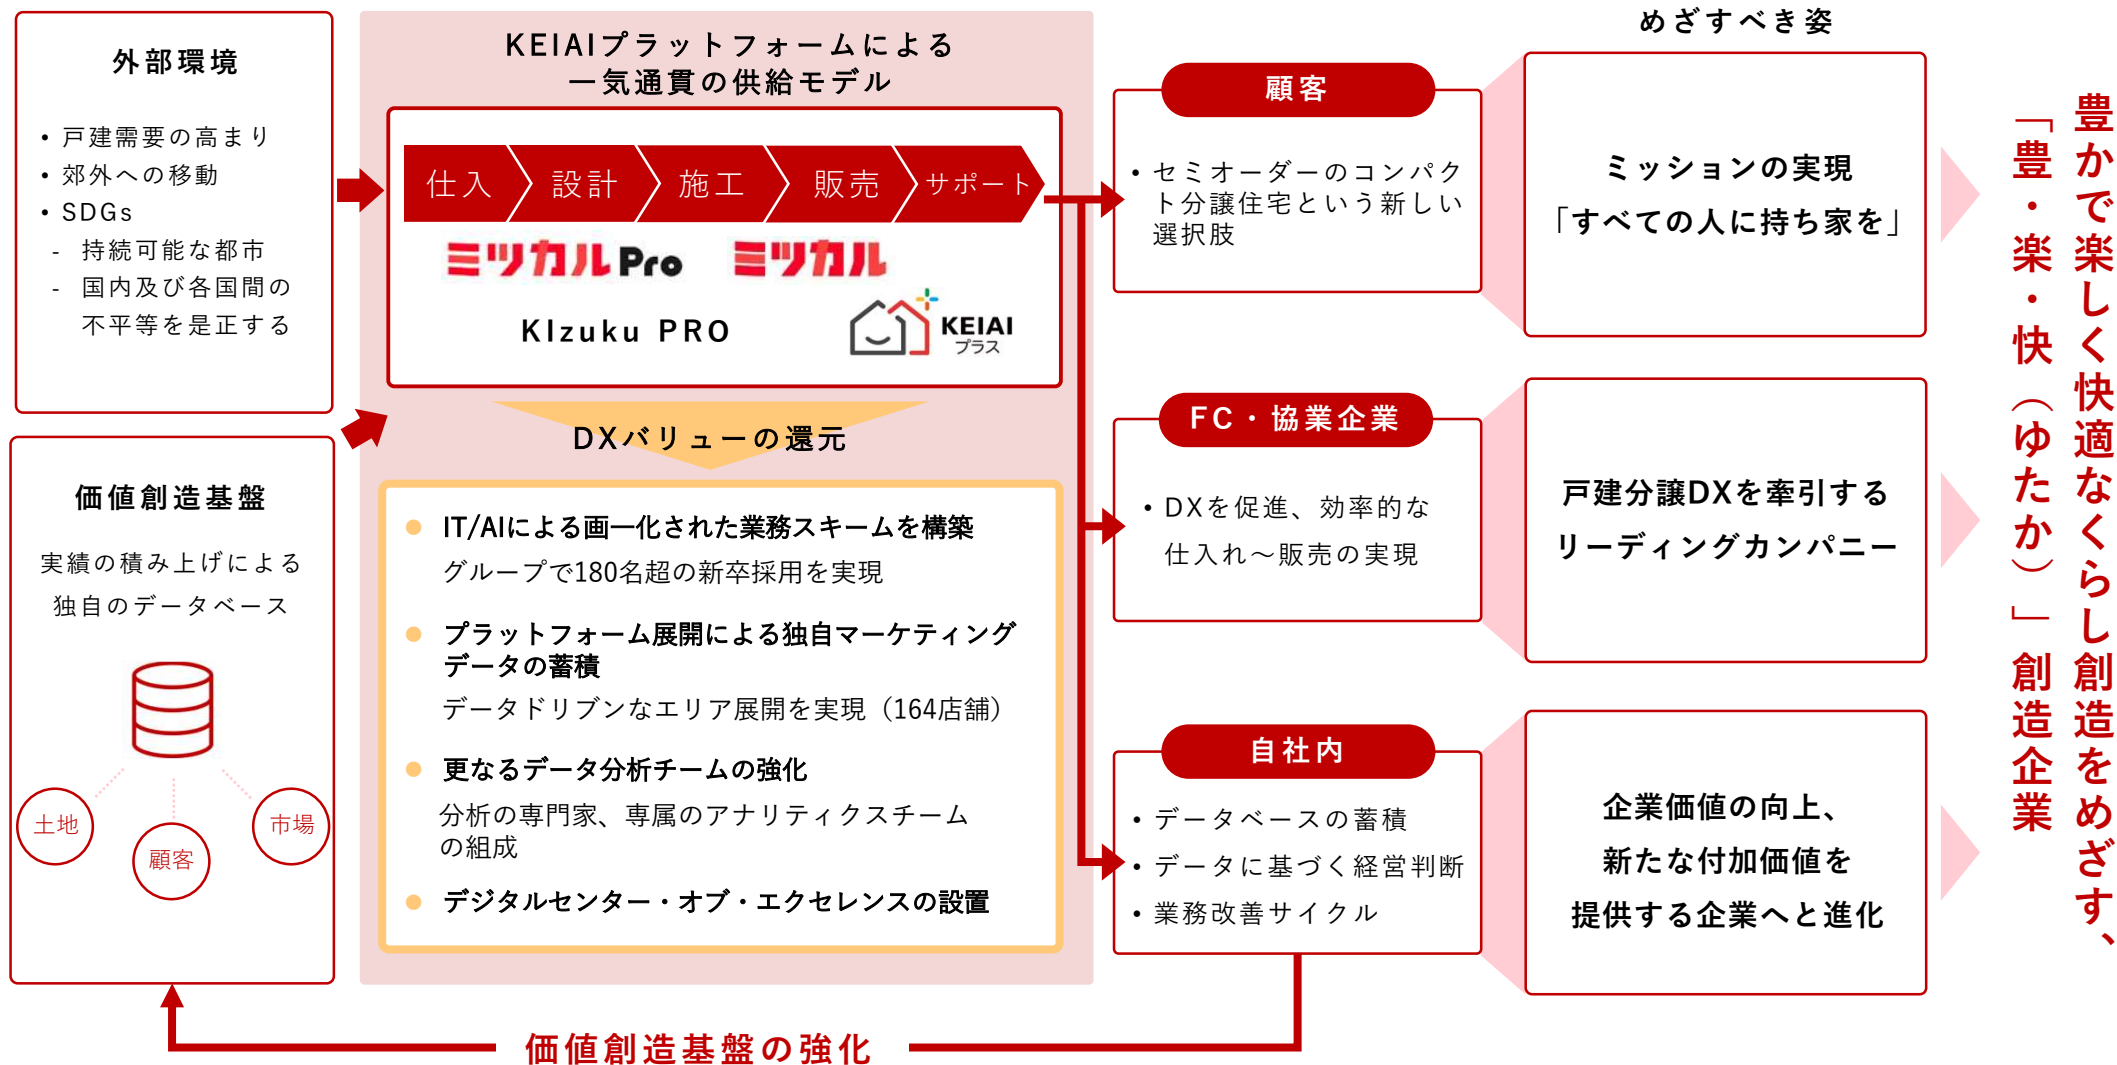 外部環境
• 戸建需要の高まり
• 郊外への移動
• SDGs
- 持続可能な都市
- 国内及び各国間の
不平等を是正する
価値創造基盤
実績の積み上げによる
独自のデータベース
土地
顧客
市場
KEIAIプラットフォームによる
一気通貫の供給モデル
仕入
設計
施工
販売
サポート
ミツカル Pro
ミツカル
KIzuku PRO
KEIAI
プラス
DXバリューの還元
IT/AIによる画一化された業務スキームを構築
グループで180名超の新卒採用を実現
プラットフォーム展開による独自マーケティング
データの蓄積
データドリブンなエリア展開を実現（164店舗）
更なるデータ分析チームの強化
分析の専門家、専属のアナリティクスチーム
の組成
デジタルセンター・オブ・エクセレンスの設置
顧客
• セミオーダーのコンパク
ト分譲住宅という新しい
選択肢
FC・協業企業
• DXを促進、効率的な
仕入れ～販売の実現
自社内
• データベースの蓄積
• データに基づく経営判断
• 業務改善サイクル
価値創造基盤の強化
めざすべき姿
ミッションの実現
「すべての人に持ち家を」
戸建分譲DXを牽引する
リーディングカンパニー
企業価値の向上、
新たな付加価値を
提供する企業へと進化
豊かで楽しく快適なくらし創造をめざす、
「豊・楽・快（ゆたか）」創造企業